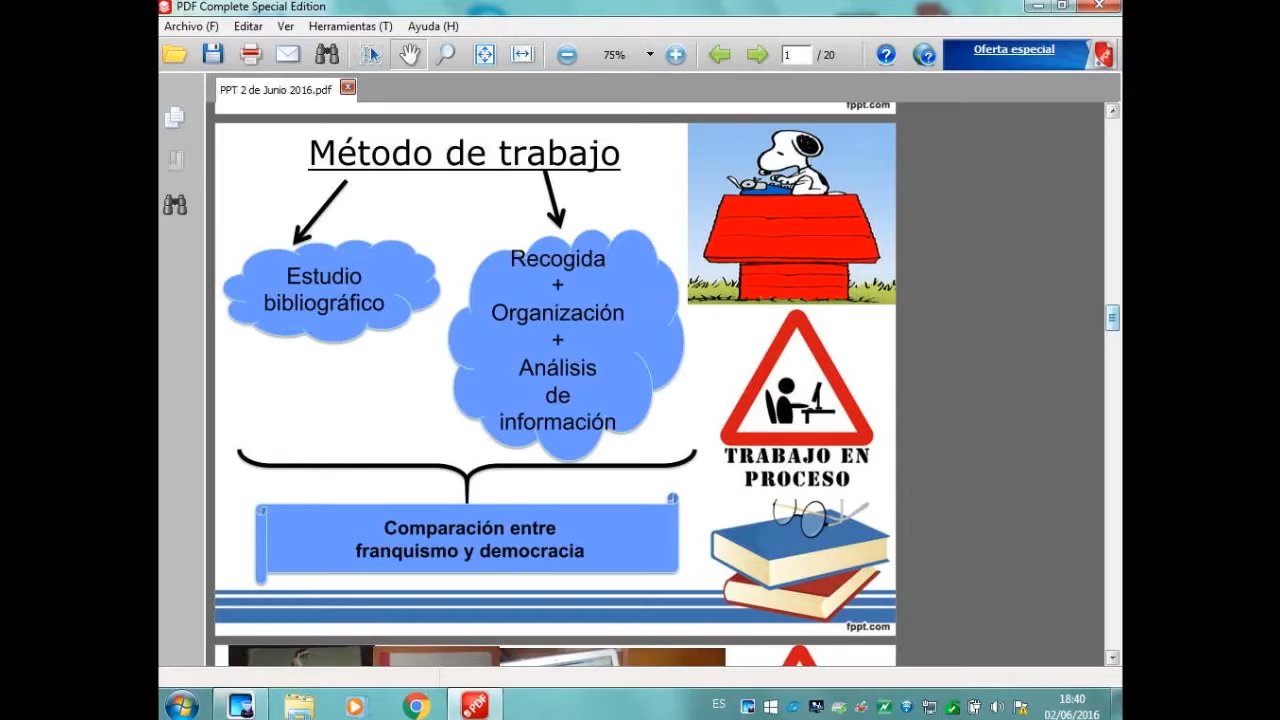 PDF Complete Special Edition
Archivo (F) Editar Ver Herramientas (T) Ayuda (H)
75% 1 / 20 Oferta especial
PPT 2 de Junio 2016.pdf
fppt.com
Método de trabajo
Estudio
bibliográfico
Recogida
+
Organización
+
Análisis
de
información
TRABAJO EN
PROCESO
Comparación entre
franquismo y democracia
fppt.com
PDF
ES
18:40
02/06/2016